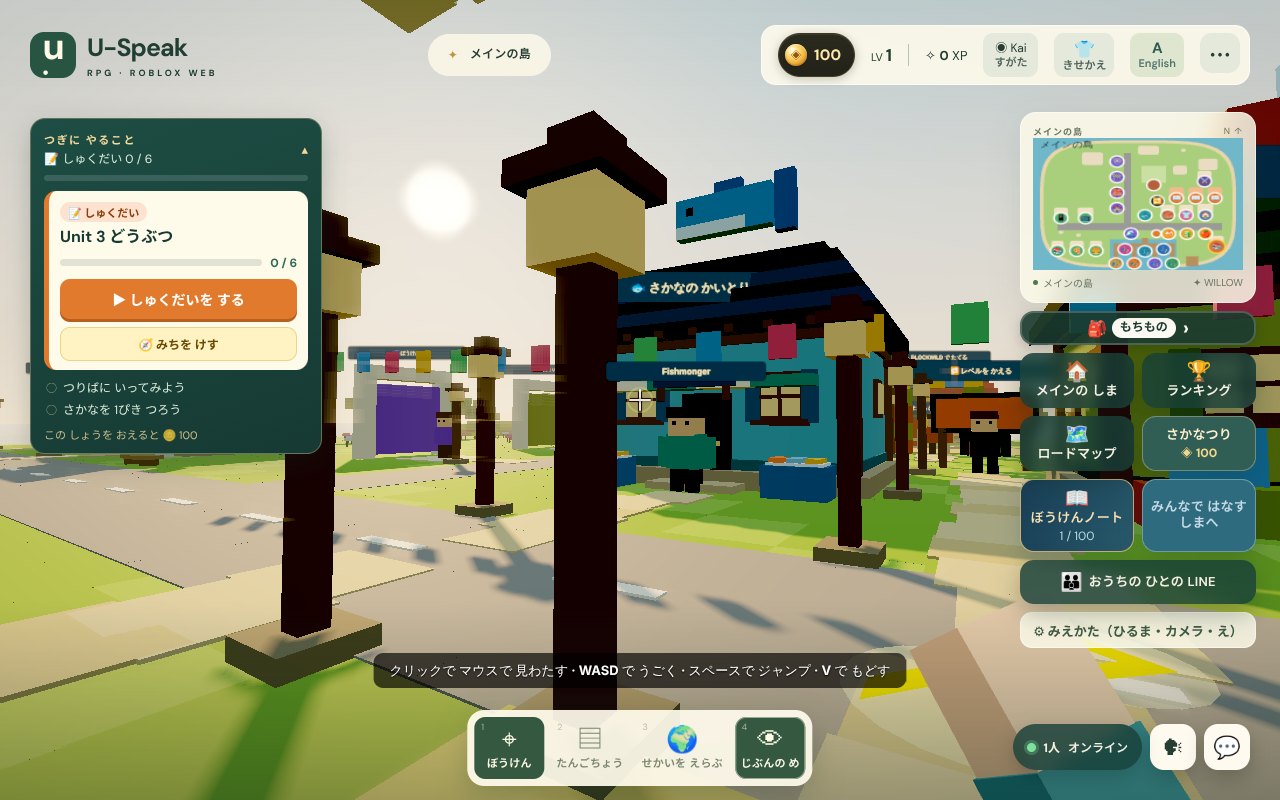 u U-Speak
RPG · ROBLOX WEB
✦ メインの島
100
LV 1
✧ 0 XP
◉ Kai
すがた
きせかえ
A
English
•••
つぎに やること
📝 しゅくだい 0 / 6
▲
📝 しゅくだい
Unit 3 どうぶつ
0 / 6
▶ しゅくだいを する
🧭 みちを けす
つりばに いってみよう
さかなを 1ぴき つろう
この しょうを おえると 🪙 100
🐟 さかなの かいとり
Fishmonger
BLOCKWILD でたてる
🔁 レベルを かえる
メインの島
N ↑
メインの島
メインの島
✦ WILLOW
🎒 もちもの ›
🏠
メインの しま
🏆
ランキング
🗺️
ロードマップ
さかなつり
◈ 100
📖
ぼうけんノート
1 / 100
みんなで はなす
しまへ
👪 おうちの ひとの LINE
⚙ みえかた（ひるま・カメラ・え）
クリックで マウスで 見わたす · WASD で うごく · スペースで ジャンプ · V で もどす
1
ぼうけん
2
たんごちょう
3
せかいを えらぶ
4
じぶんの め
1人 オンライン